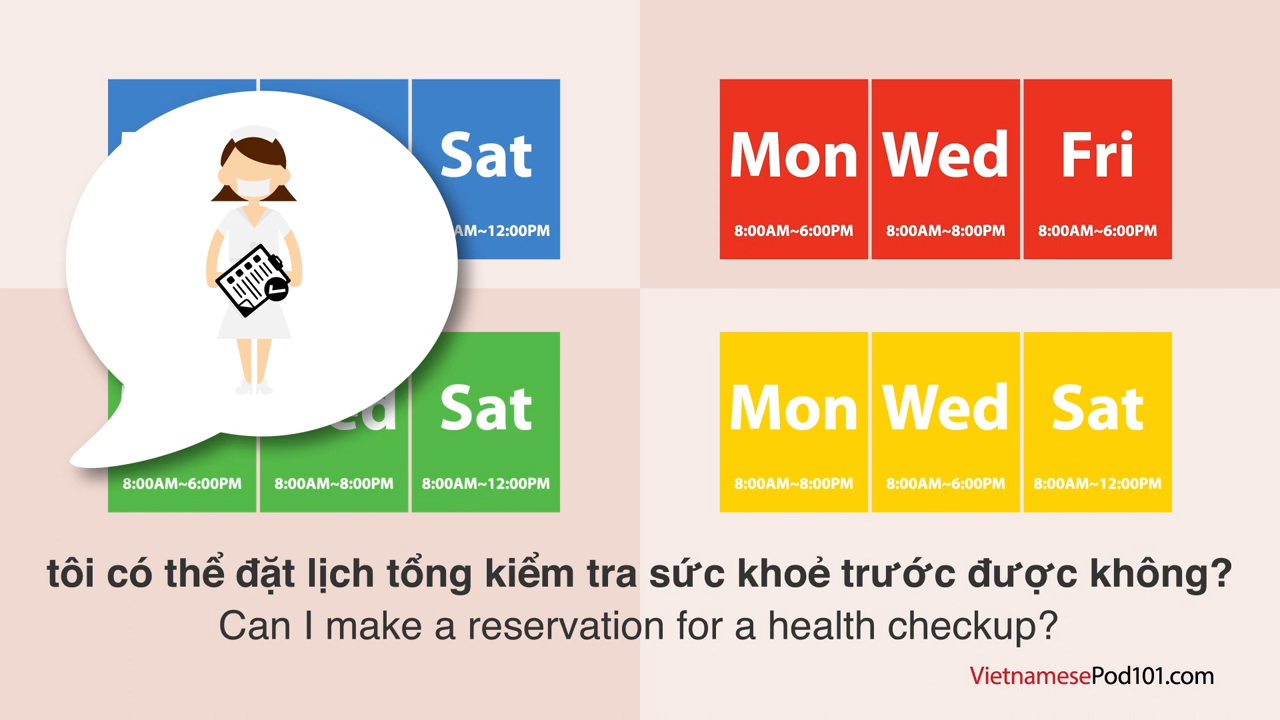 Sat
AM~12:00PM
Mon Wed Fri
8:00AM~6:00PM 8:00AM~8:00PM 8:00AM~6:00PM
Sat
8:00AM~6:00PM 8:00AM~8:00PM 8:00AM~12:00PM
Mon Wed Sat
8:00AM~8:00PM 8:00AM~6:00PM 8:00AM~12:00PM
tôi có thể đặt lịch tổng kiểm tra sức khoẻ trước được không?
Can I make a reservation for a health checkup?
VietnamesePod101.com